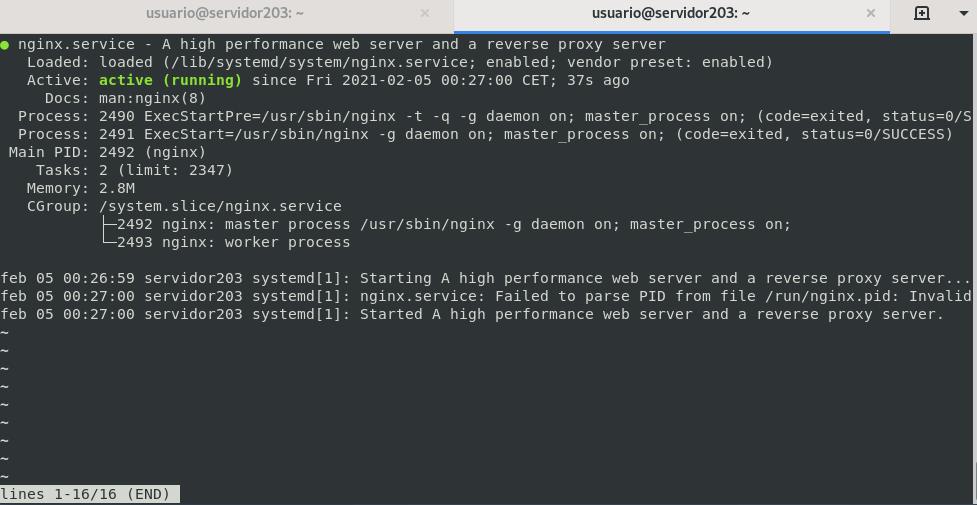 usuario@servidor203: ~ × usuario@servidor203: ~ ×
● nginx.service - A high performance web server and a reverse proxy server
   Loaded: loaded (/lib/systemd/system/nginx.service; enabled; vendor preset: enabled)
   Active: active (running) since Fri 2021-02-05 00:27:00 CET; 37s ago
     Docs: man:nginx(8)
  Process: 2490 ExecStartPre=/usr/sbin/nginx -t -q -g daemon on; master_process on; (code=exited, status=0/S
  Process: 2491 ExecStart=/usr/sbin/nginx -g daemon on; master_process on; (code=exited, status=0/SUCCESS)
 Main PID: 2492 (nginx)
    Tasks: 2 (limit: 2347)
   Memory: 2.8M
   CGroup: /system.slice/nginx.service
           ├─2492 nginx: master process /usr/sbin/nginx -g daemon on; master_process on;
           └─2493 nginx: worker process

feb 05 00:26:59 servidor203 systemd[1]: Starting A high performance web server and a reverse proxy server...
feb 05 00:27:00 servidor203 systemd[1]: nginx.service: Failed to parse PID from file /run/nginx.pid: Invalid
feb 05 00:27:00 servidor203 systemd[1]: Started A high performance web server and a reverse proxy server.
~
~
~
~
~
~
~
~
~
lines 1-16/16 (END)